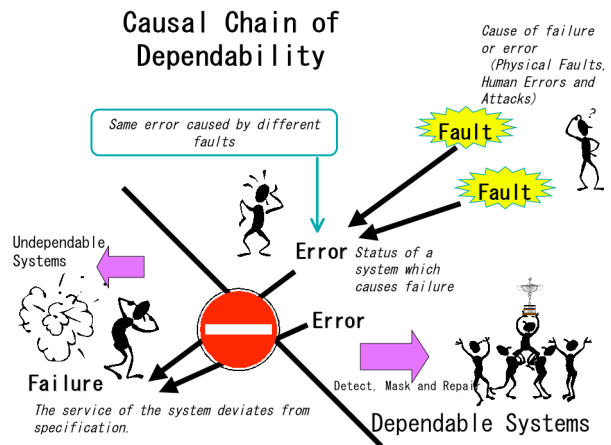 Causal Chain of
Dependability
Cause of failure
or error
(Physical Faults,
Human Errors and
Attacks)
Same error caused by different
faults
Fault
Fault
Error
Status of a
system which
causes failure
Undependable
Systems
Error
Failure
Detect, Mask and Repair
The service of the system deviates from
specification.
Dependable Systems